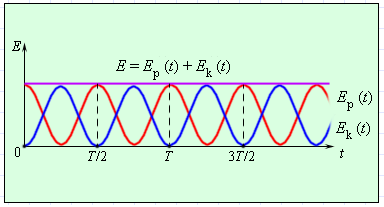 E
E = Eₚ (t) + Eₖ (t)
Eₚ (t)
Eₖ (t)
0 T/2 T 3T/2 t